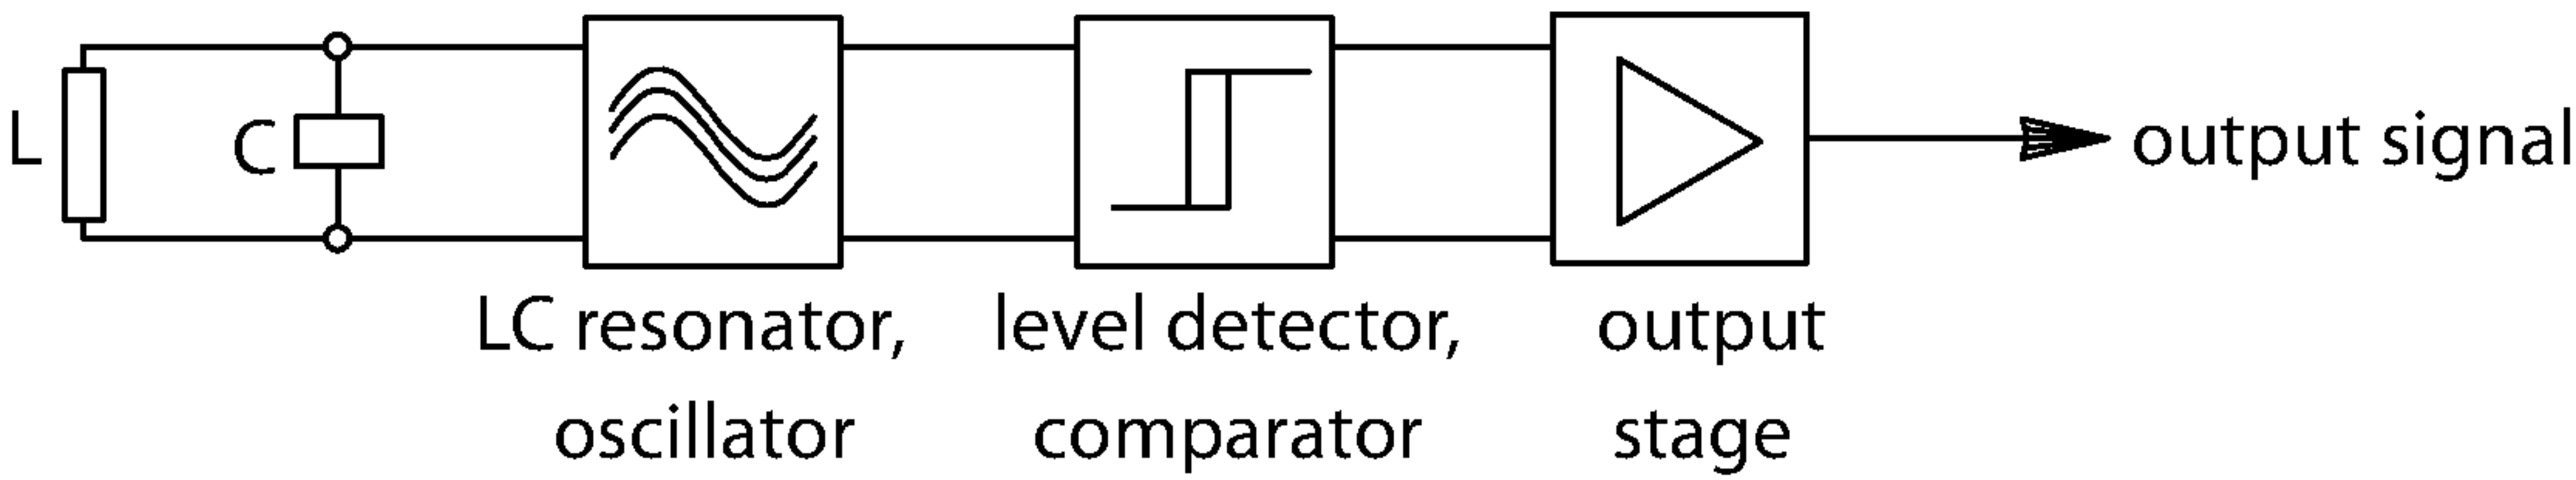 L
C
output signal
LC resonator,
oscillator
level detector,
comparator
output
stage